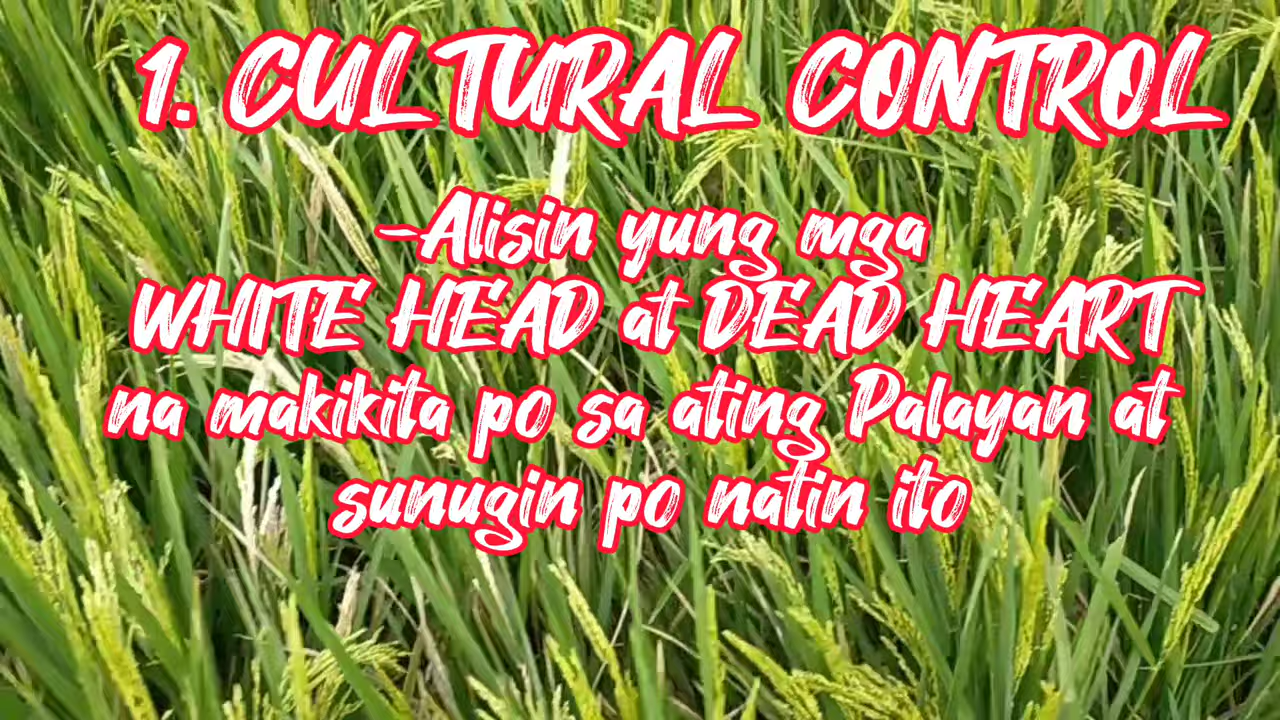 1. CULTURAL CONTROL
-Alisin yung mga
WHITE HEAD at DEAD HEART
na makikita po sa ating Palayan at
sunugin po natin ito